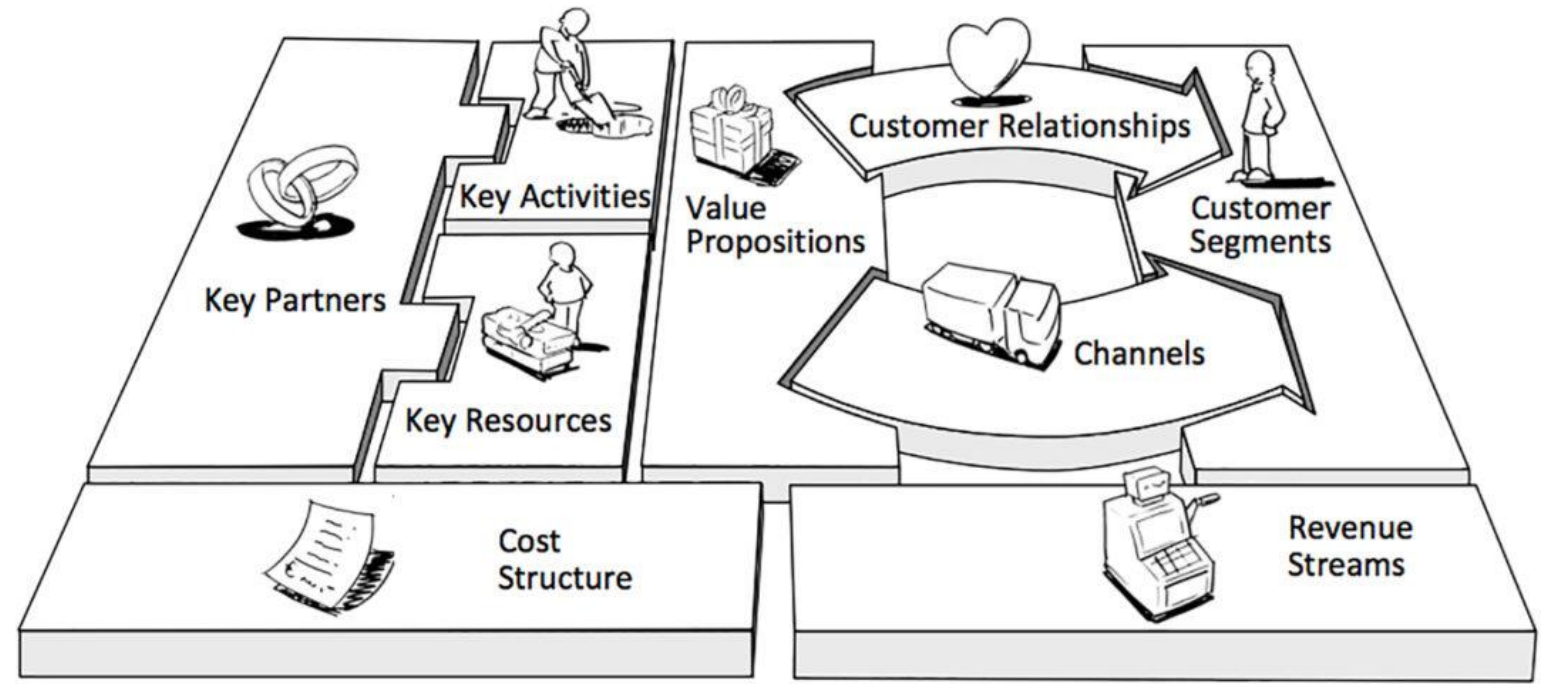 Key Partners
Key Activities
Key Resources
Value
Propositions
Customer Relationships
Channels
Customer
Segments
Cost
Structure
Revenue
Streams